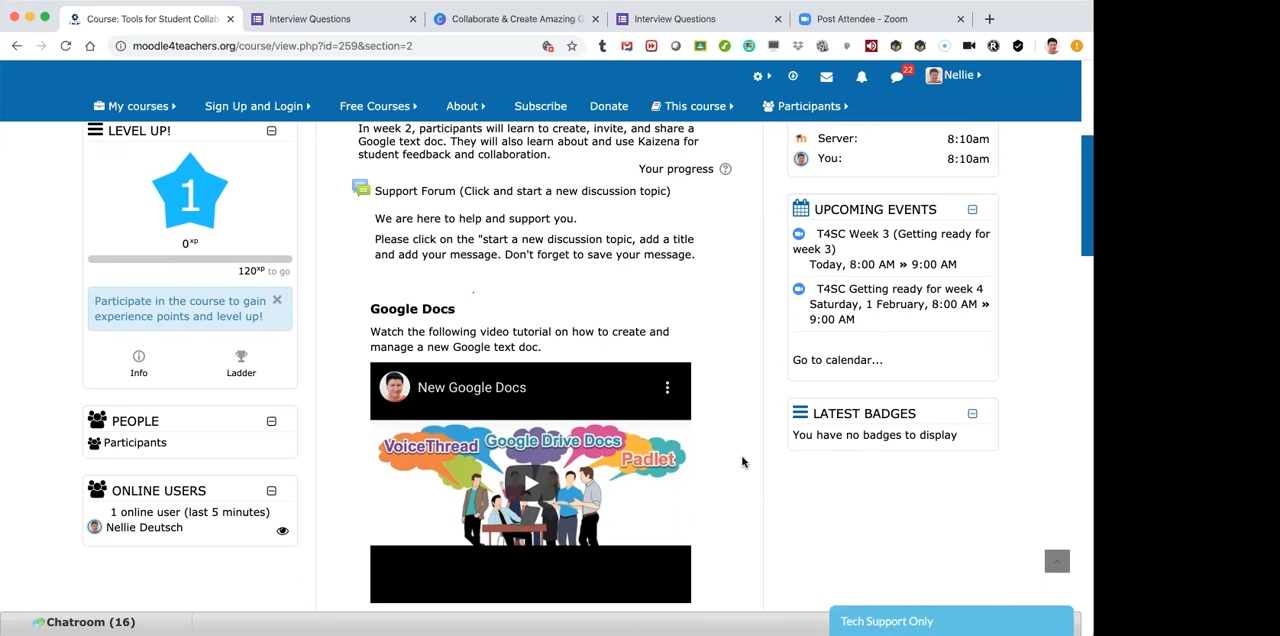 Course: Tools for Student Collab
Interview Questions
Collaborate & Create Amazing G
Interview Questions
Post Attendee - Zoom
moodle4teachers.org/course/view.php?id=259&section=2
22
Nellie
My courses
Sign Up and Login
Free Courses
About
Subscribe
Donate
This course
Participants
LEVEL UP!
1
0xp
120xp to go
Participate in the course to gain
experience points and level up!
Info
Ladder
PEOPLE
Participants
ONLINE USERS
1 online user (last 5 minutes)
Nellie Deutsch
In week 2, participants will learn to create, invite, and share a
Google text doc. They will also learn about and use Kaizena for
student feedback and collaboration.
Your progress
Support Forum (Click and start a new discussion topic)
We are here to help and support you.
Please click on the "start a new discussion topic, add a title
and add your message. Don't forget to save your message.
Google Docs
Watch the following video tutorial on how to create and
manage a new Google text doc.
New Google Docs
VoiceThread
Google Drive Docs
Padlet
Server: 8:10am
You: 8:10am
UPCOMING EVENTS
T4SC Week 3 (Getting ready for
week 3)
Today, 8:00 AM » 9:00 AM
T4SC Getting ready for week 4
Saturday, 1 February, 8:00 AM »
9:00 AM
Go to calendar...
LATEST BADGES
You have no badges to display
Chatroom (16)
Tech Support Only